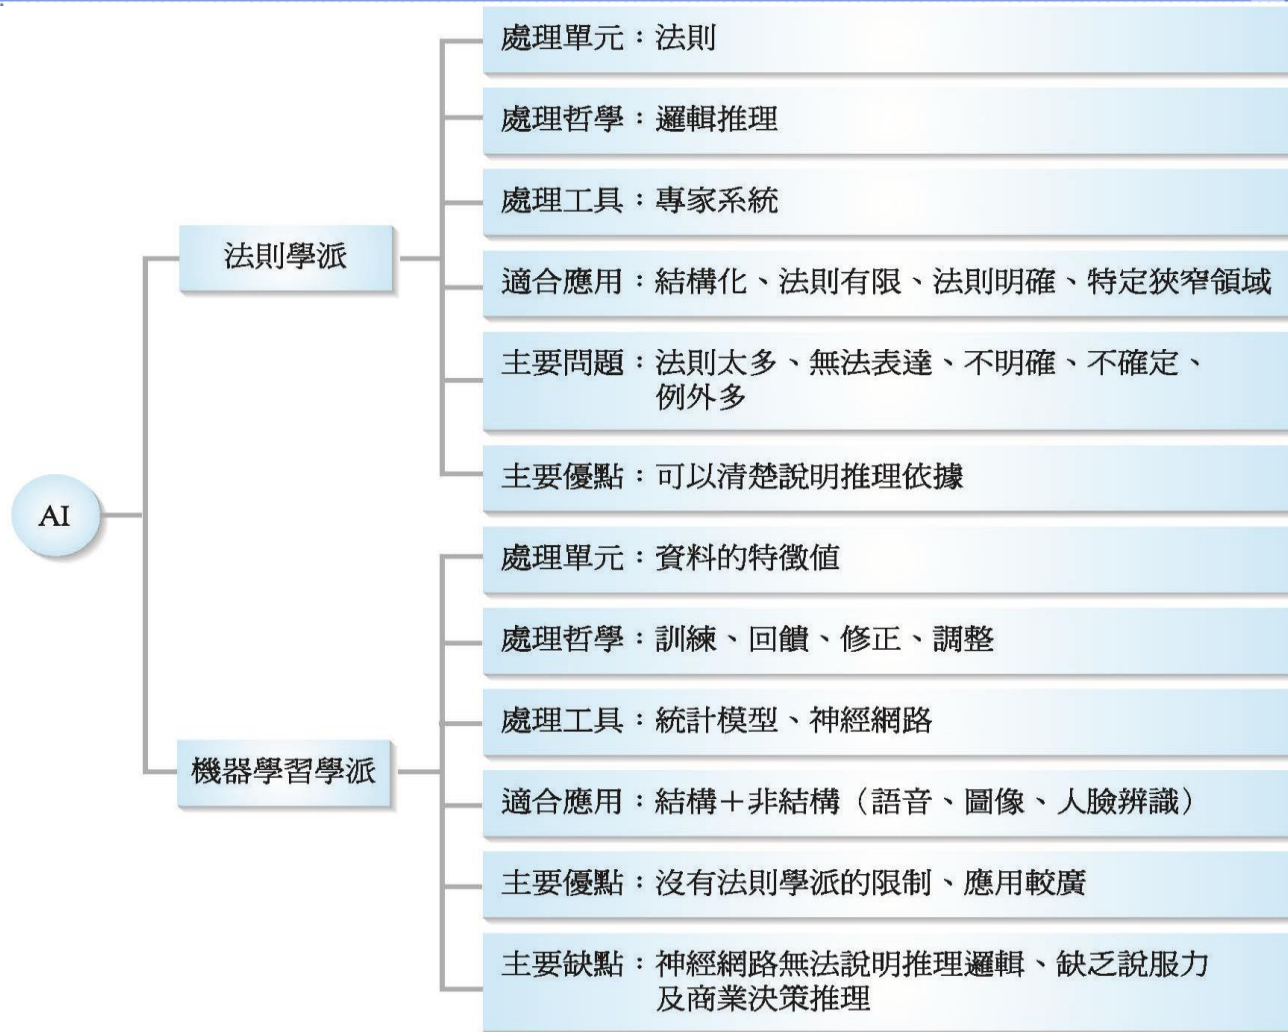 處理單元：法則
處理哲學：邏輯推理
處理工具：專家系統
法則學派
適合應用：結構化、法則有限、法則明確、特定狹窄領域
主要問題：法則太多、無法表達、不明確、不確定、
例外多
主要優點：可以清楚說明推理依據
AI
處理單元：資料的特徵值
處理哲學：訓練、回饋、修正、調整
處理工具：統計模型、神經網路
機器學習學派
適合應用：結構＋非結構（語音、圖像、人臉辨識）
主要優點：沒有法則學派的限制、應用較廣
主要缺點：神經網路無法說明推理邏輯、缺乏說服力
及商業決策推理